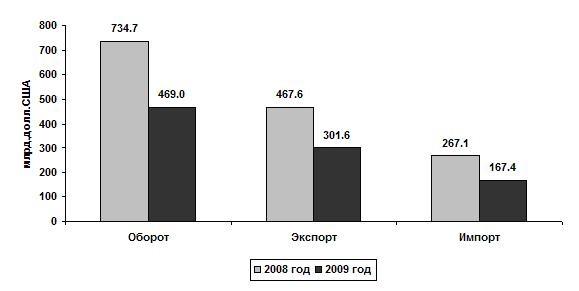 млрд.долл.США
800
700
600
500
400
300
200
100
0
734.7
469.0
467.6
301.6
267.1
167.4
Оборот
Экспорт
Импорт
2008 год
2009 год